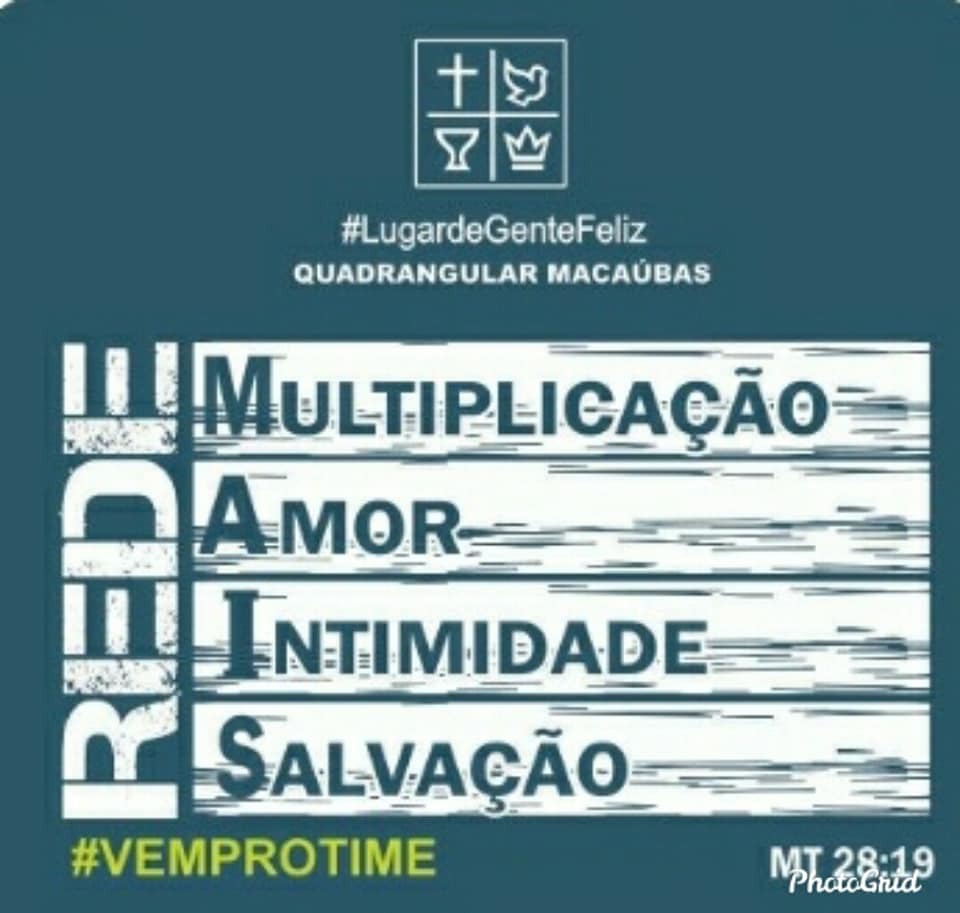 #LugardeGenteFeliz
QUADRANGULAR MACAÚBAS
REDE
MULTIPLICAÇÃO
AMOR
INTIMIDADE
SALVAÇÃO
#VEMPROTIME
MT 28:19
PhotoGrid